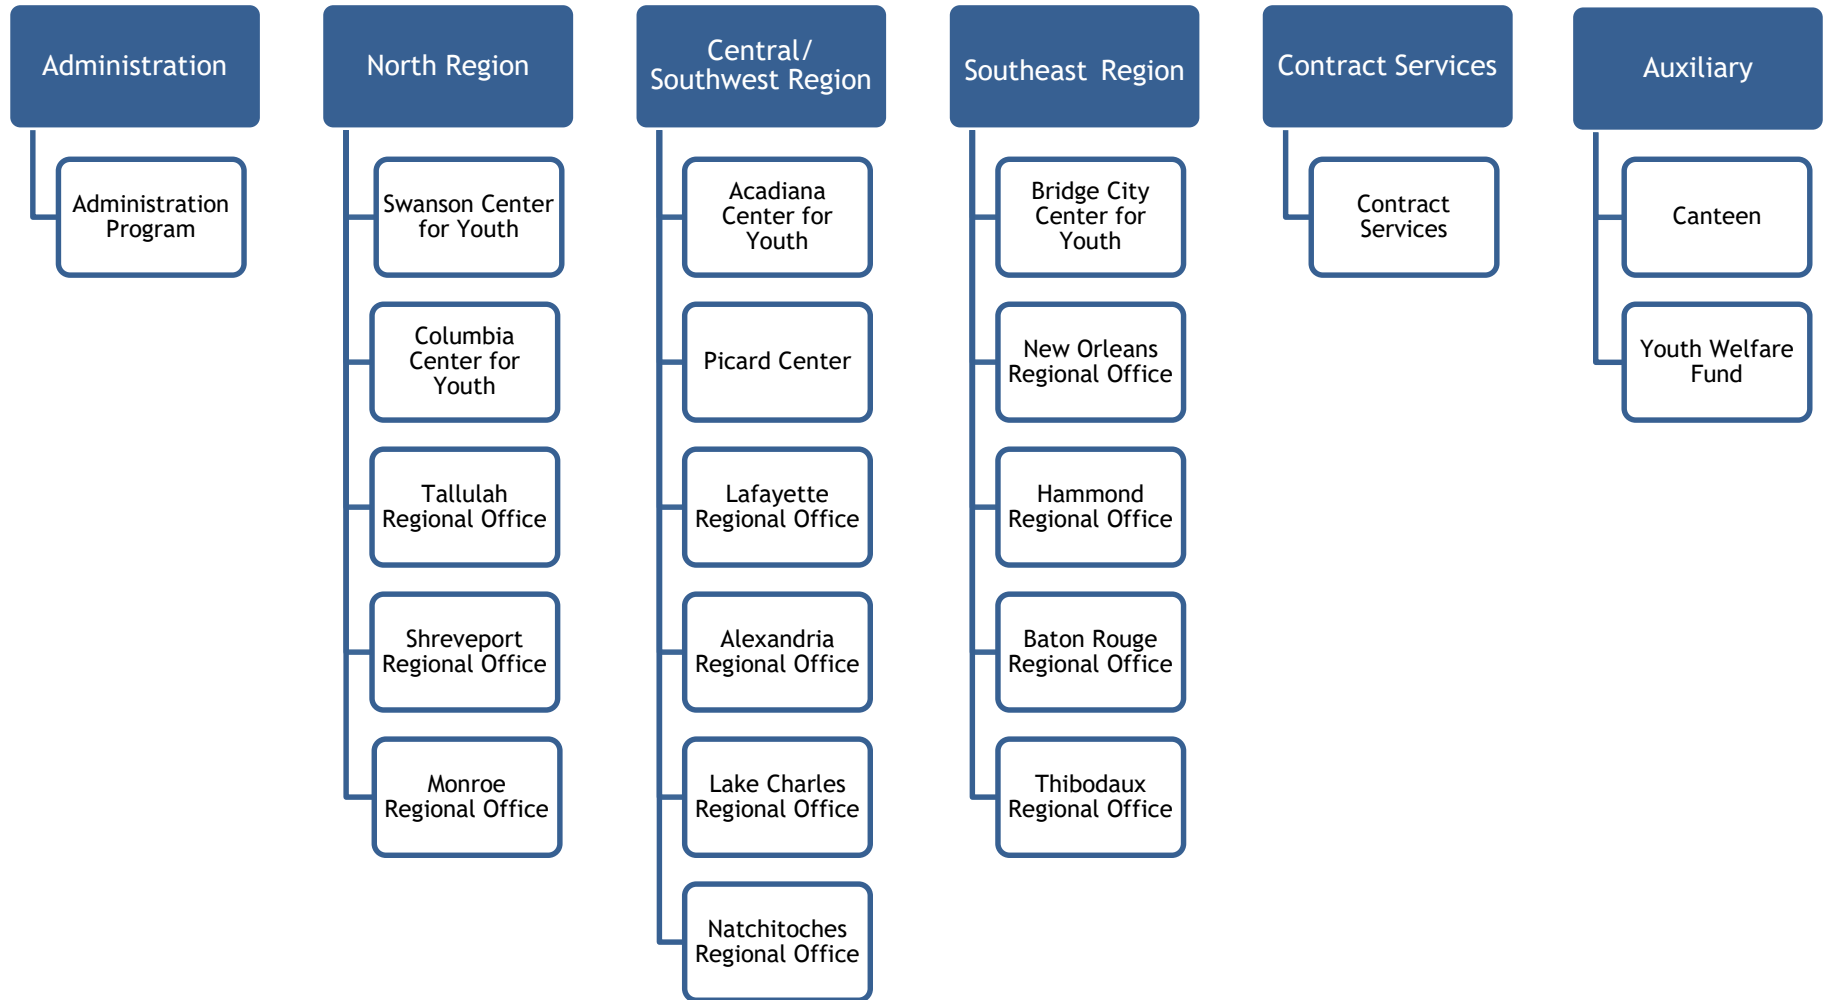 Administration
Administration
Program
North Region
Swanson Center
for Youth
Columbia
Center for
Youth
Tallulah
Regional Office
Shreveport
Regional Office
Monroe
Regional Office
Central/
Southwest Region
Acadiana
Center for
Youth
Picard Center
Lafayette
Regional Office
Alexandria
Regional Office
Lake Charles
Regional Office
Natchitoches
Regional Office
Southeast Region
Bridge City
Center for
Youth
New Orleans
Regional Office
Hammond
Regional Office
Baton Rouge
Regional Office
Thibodaux
Regional Office
Contract Services
Contract
Services
Auxiliary
Canteen
Youth Welfare
Fund